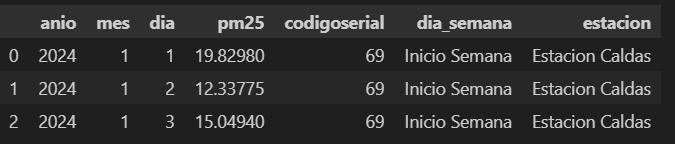 anio mes dia pm25 codigoserial dia_semana estacion
0 2024 1 1 19.82980 69 Inicio Semana Estacion Caldas
1 2024 1 2 12.33775 69 Inicio Semana Estacion Caldas
2 2024 1 3 15.04940 69 Inicio Semana Estacion Caldas